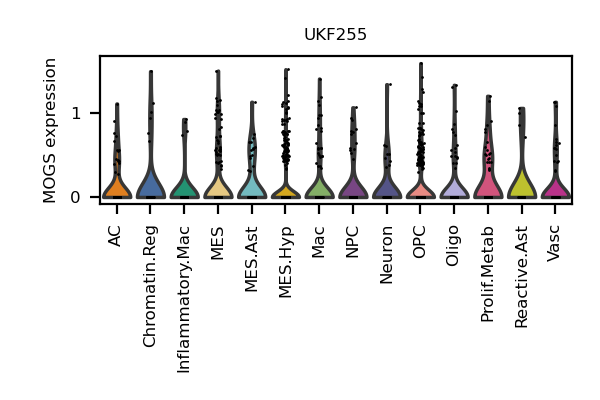 UKF255
MOGS expression
1
0
AC
Chromatin.Reg
Inflammatory.Mac
MES
MES.Ast
MES.Hyp
Mac
NPC
Neuron
OPC
Oligo
Prolif.Metab
Reactive.Ast
Vasc